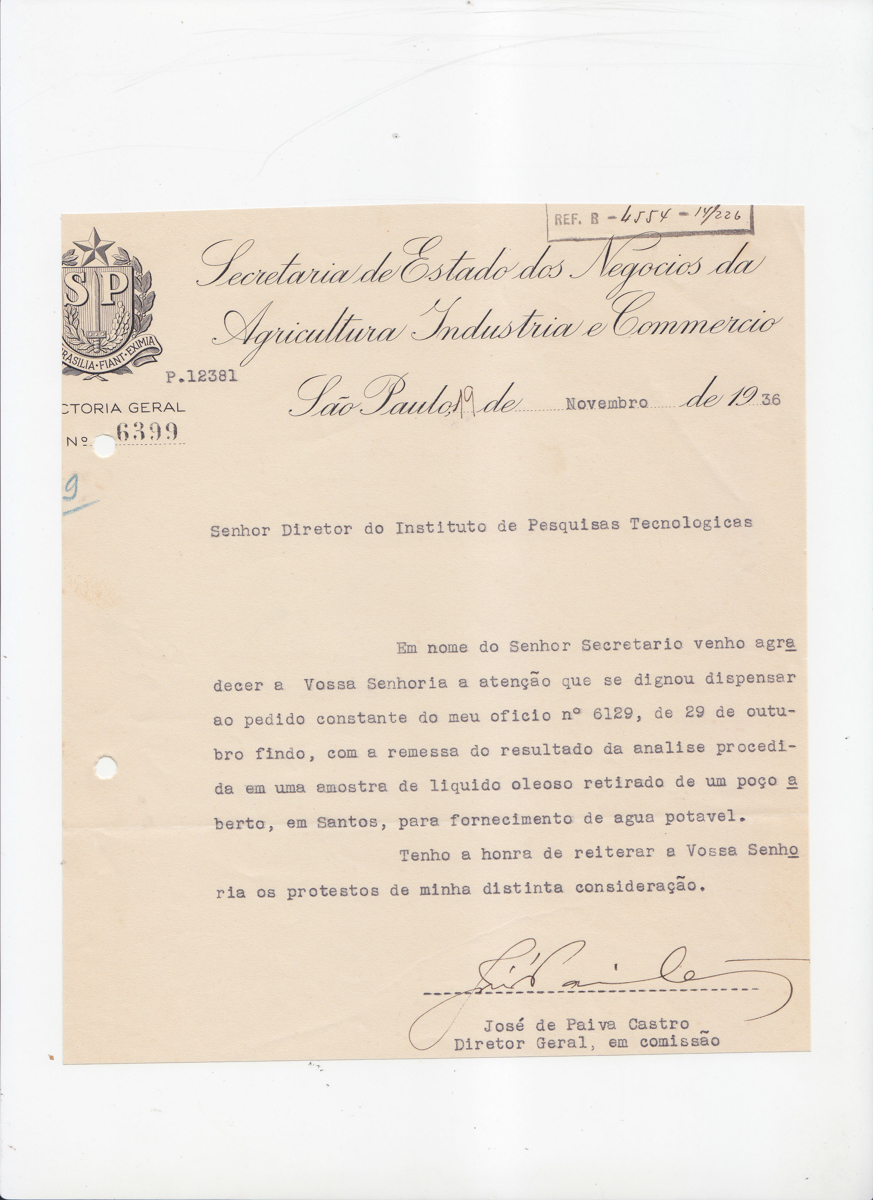 REF. B - 4554 - 14/226
Secretaria de Estado dos Negocios da
Agricultura Industria e Commercio
SP
BRASILIA·FIANT·EXIMIA
P.12381
CTORIA GERAL
São Paulo, 19 de Novembro de 1936
Nº 6399
9
Senhor Diretor do Instituto de Pesquisas Tecnologicas
Em nome do Senhor Secretario venho agra
decer a Vossa Senhoria a atenção que se dignou dispensar
ao pedido constante do meu oficio nº 6129, de 29 de outu-
bro findo, com a remessa do resultado da analise procedi-
da em uma amostra de liquido oleoso retirado de um poço a
berto, em Santos, para fornecimento de agua potavel.
Tenho a honra de reiterar a Vossa Senho
ria os protestos de minha distinta consideração.
José de Paiva Castro
Diretor Geral, em comissão